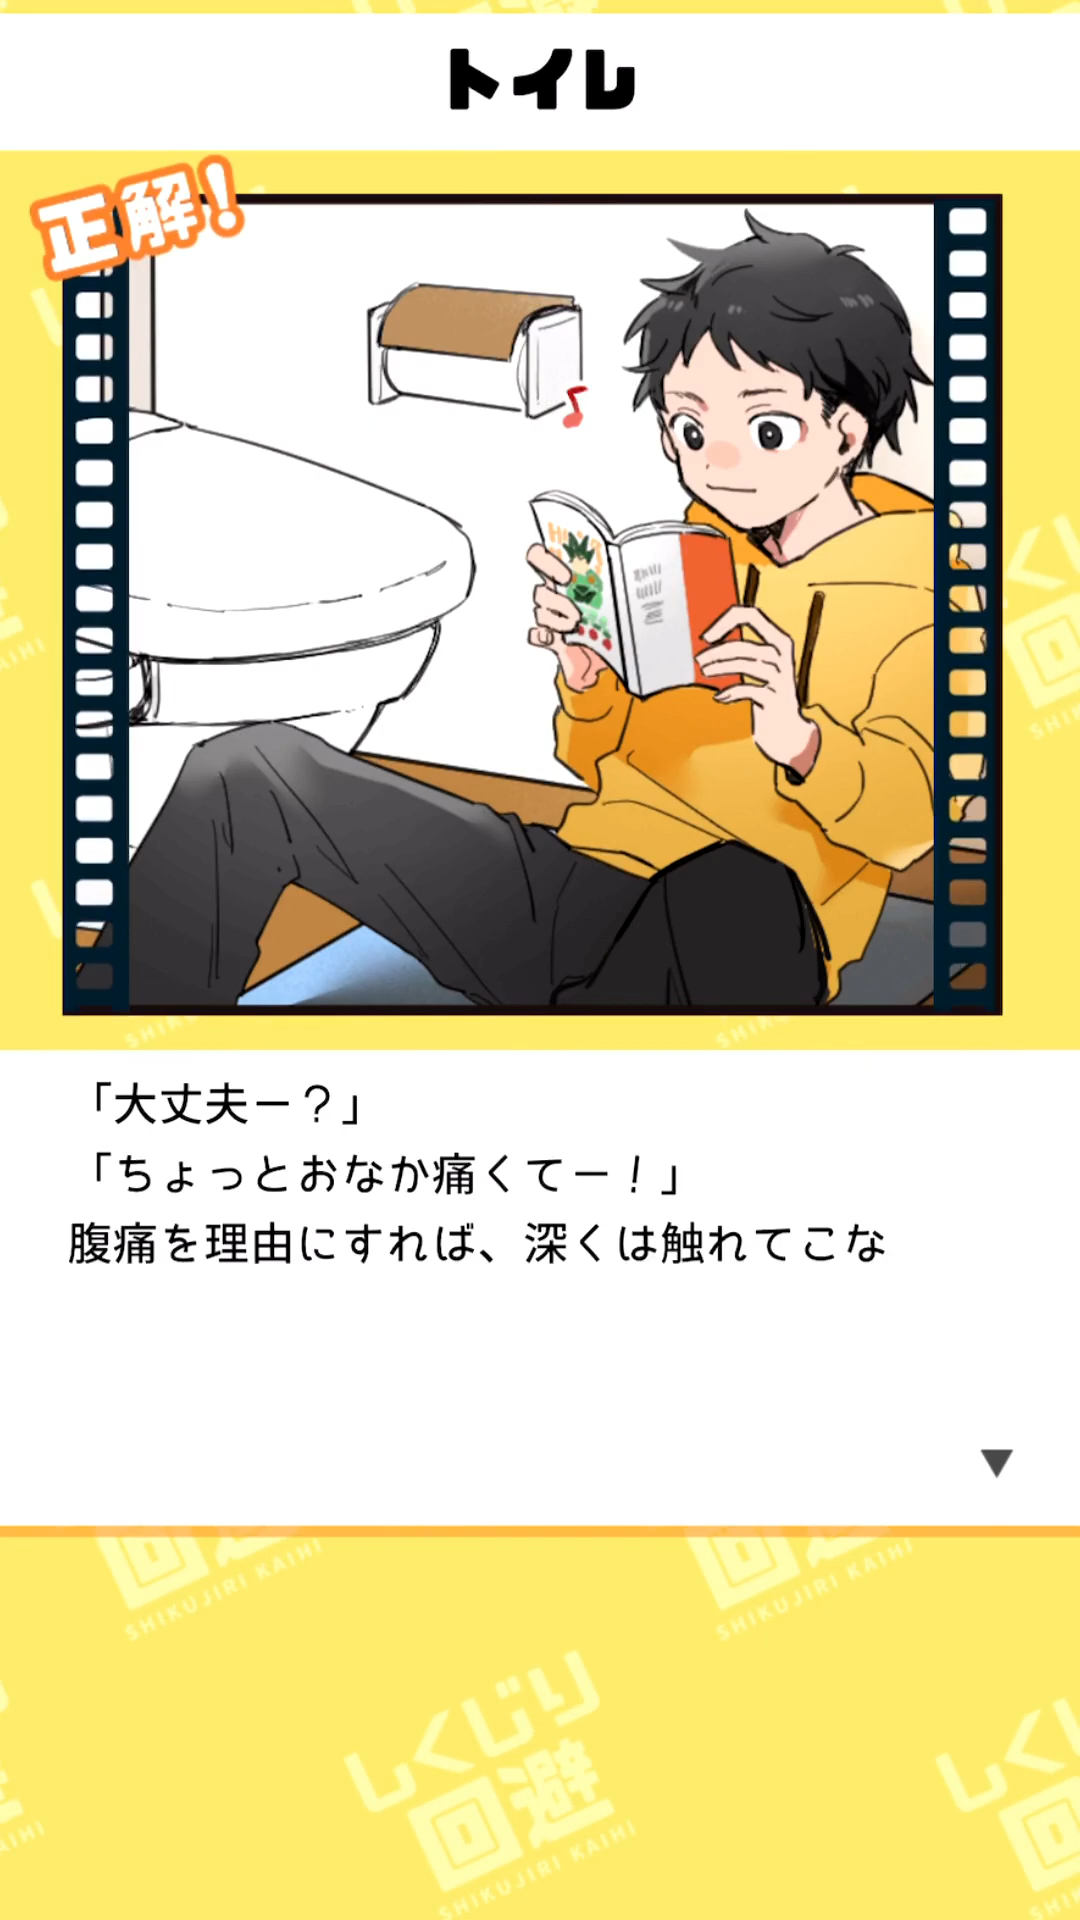 トイレ
正解!
「大丈夫ー？」
「ちょっとおなか痛くてー！」
腹痛を理由にすれば、深くは触れてこな
▼
しくじり
回避
SHIKUJIRI KAIHI